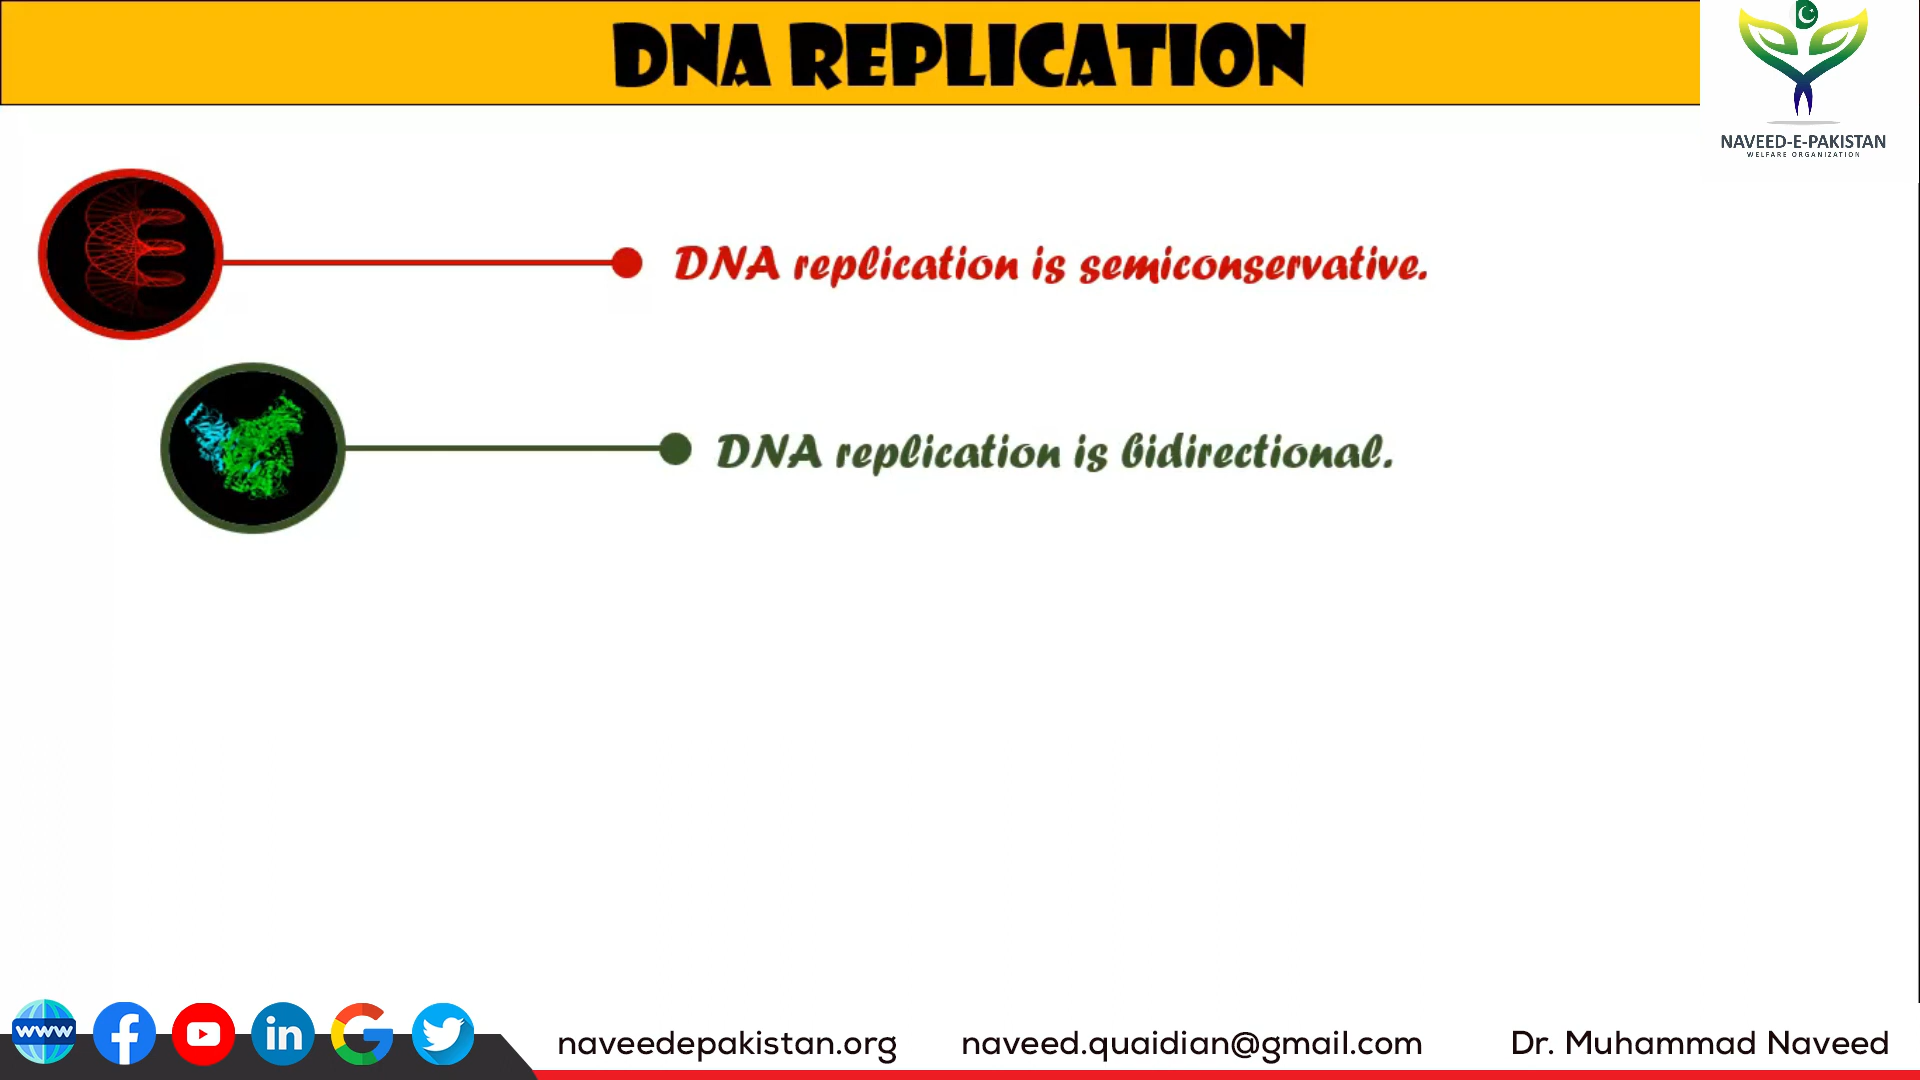 DNA REPLICATION
NAVEED-E-PAKISTAN
WELFARE ORGANIZATION
DNA replication is semiconservative.
DNA replication is bidirectional.
www
in
naveedepakistan.org
naveed.quaidian@gmail.com
Dr. Muhammad Naveed